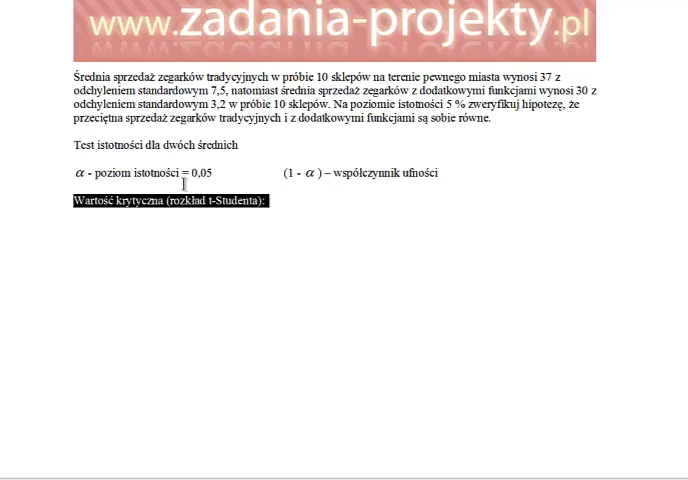 www.zadania-projekty.pl
Średnia sprzedaż zegarków tradycyjnych w próbie 10 sklepów na terenie pewnego miasta wynosi 37 z
odchyleniem standardowym 7,5, natomiast średnia sprzedaż zegarków z dodatkowymi funkcjami wynosi 30 z
odchyleniem standardowym 3,2 w próbie 10 sklepów. Na poziomie istotności 5 % zweryfikuj hipotezę, że
przeciętna sprzedaż zegarków tradycyjnych i z dodatkowymi funkcjami są sobie równe.
Test istotności dla dwóch średnich
α - poziom istotności = 0,05 (1 - α ) – współczynnik ufności
Wartość krytyczna (rozkład t-Studenta):